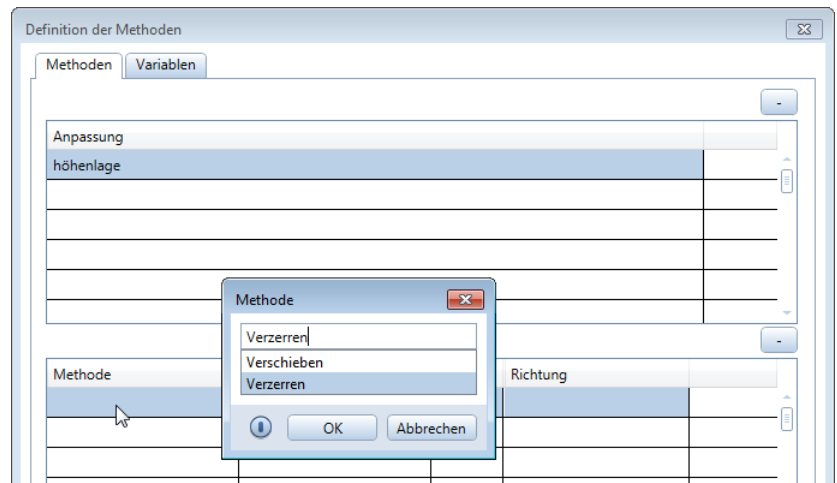 Definition der Methoden
Methoden Variablen
-
Anpassung
höhenlage
Methode
Verzerren
Verschieben
Verzerren
OK Abbrechen
-
Methode Richtung